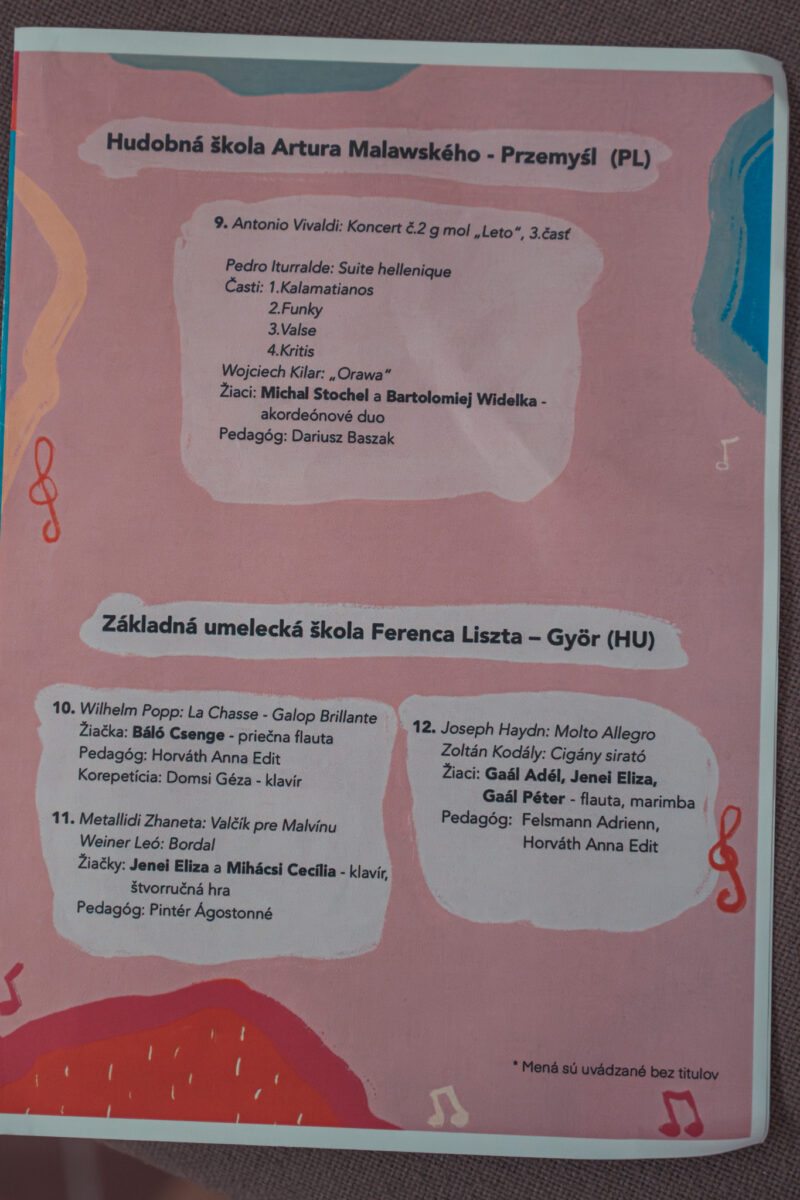 Hudobná škola Artura Malawského - Przemyśl (PL)
9. Antonio Vivaldi: Koncert č.2 g mol „Leto“, 3.časť
Pedro Iturralde: Suite hellenique
Časti: 1.Kalamatianos
2.Funky
3.Valse
4.Kritis
Wojciech Kilar: „Orawa“
Žiaci: Michal Stochel a Bartolomiej Widelka -
akordeónové duo
Pedagóg: Dariusz Baszak
Základná umelecká škola Ferenca Liszta – Györ (HU)
10. Wilhelm Popp: La Chasse - Galop Brillante
Žiačka: Báló Csenge - priečna flauta
Pedagóg: Horváth Anna Edit
Korepetícia: Domsi Géza - klavír
11. Metallidi Zhaneta: Valčík pre Malvínu
Weiner Leó: Bordal
Žiačky: Jenei Eliza a Mihácsi Cecília - klavír,
štvorručná hra
Pedagóg: Pintér Ágostonné
12. Joseph Haydn: Molto Allegro
Zoltán Kodály: Cigány sirató
Žiaci: Gaál Adél, Jenei Eliza,
Gaál Péter - flauta, marimba
Pedagóg: Felsmann Adrienn,
Horváth Anna Edit
* Mená sú uvádzané bez titulov